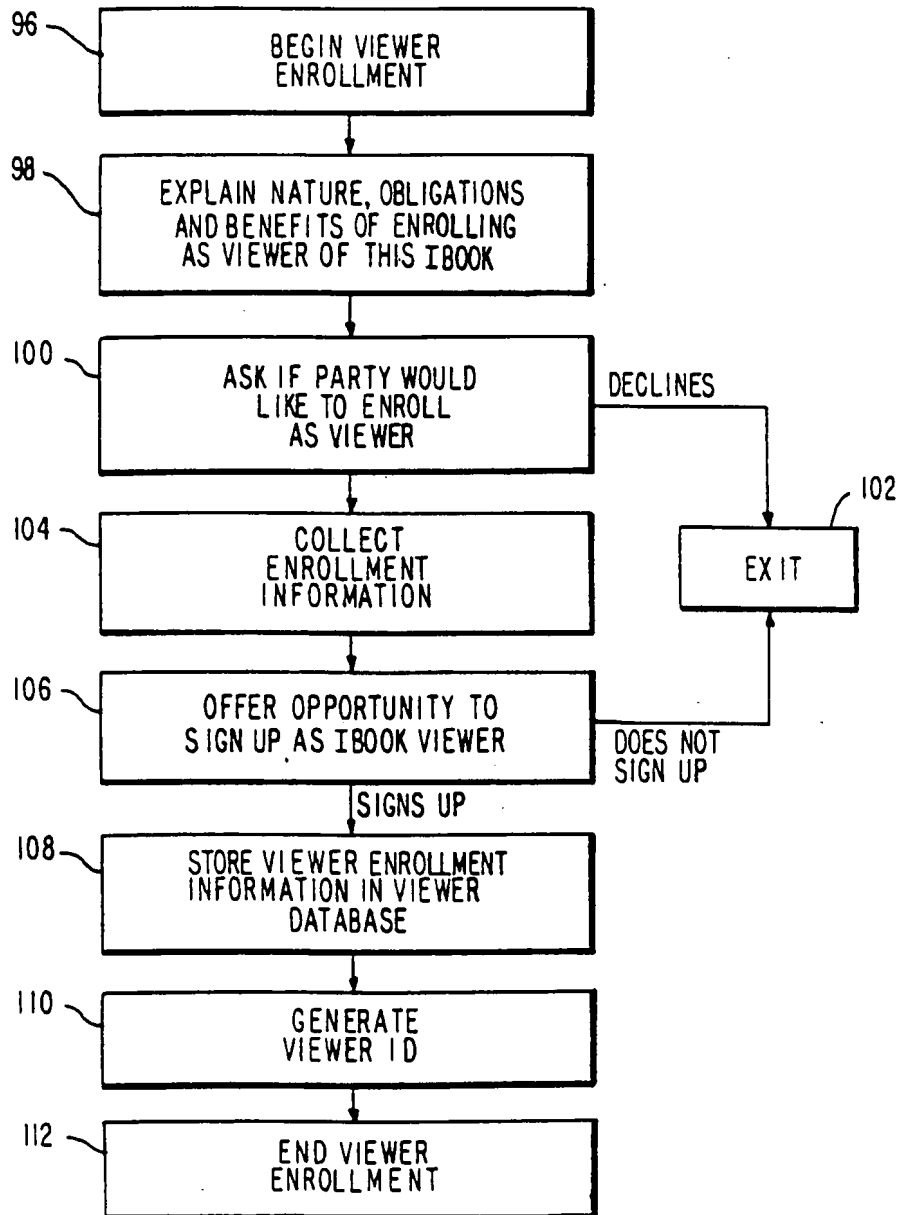 96
BEGIN VIEWER
ENROLLMENT
98
EXPLAIN NATURE, OBLIGATIONS
AND BENEFITS OF ENROLLING
AS VIEWER OF THIS IBOOK
100
ASK IF PARTY WOULD
LIKE TO ENROLL
AS VIEWER
DECLINES
102
EXIT
104
COLLECT
ENROLLMENT
INFORMATION
106
OFFER OPPORTUNITY TO
SIGN UP AS IBOOK VIEWER
DOES NOT
SIGN UP
SIGNS UP
108
STORE VIEWER ENROLLMENT
INFORMATION IN VIEWER
DATABASE
110
GENERATE
VIEWER ID
112
END VIEWER
ENROLLMENT